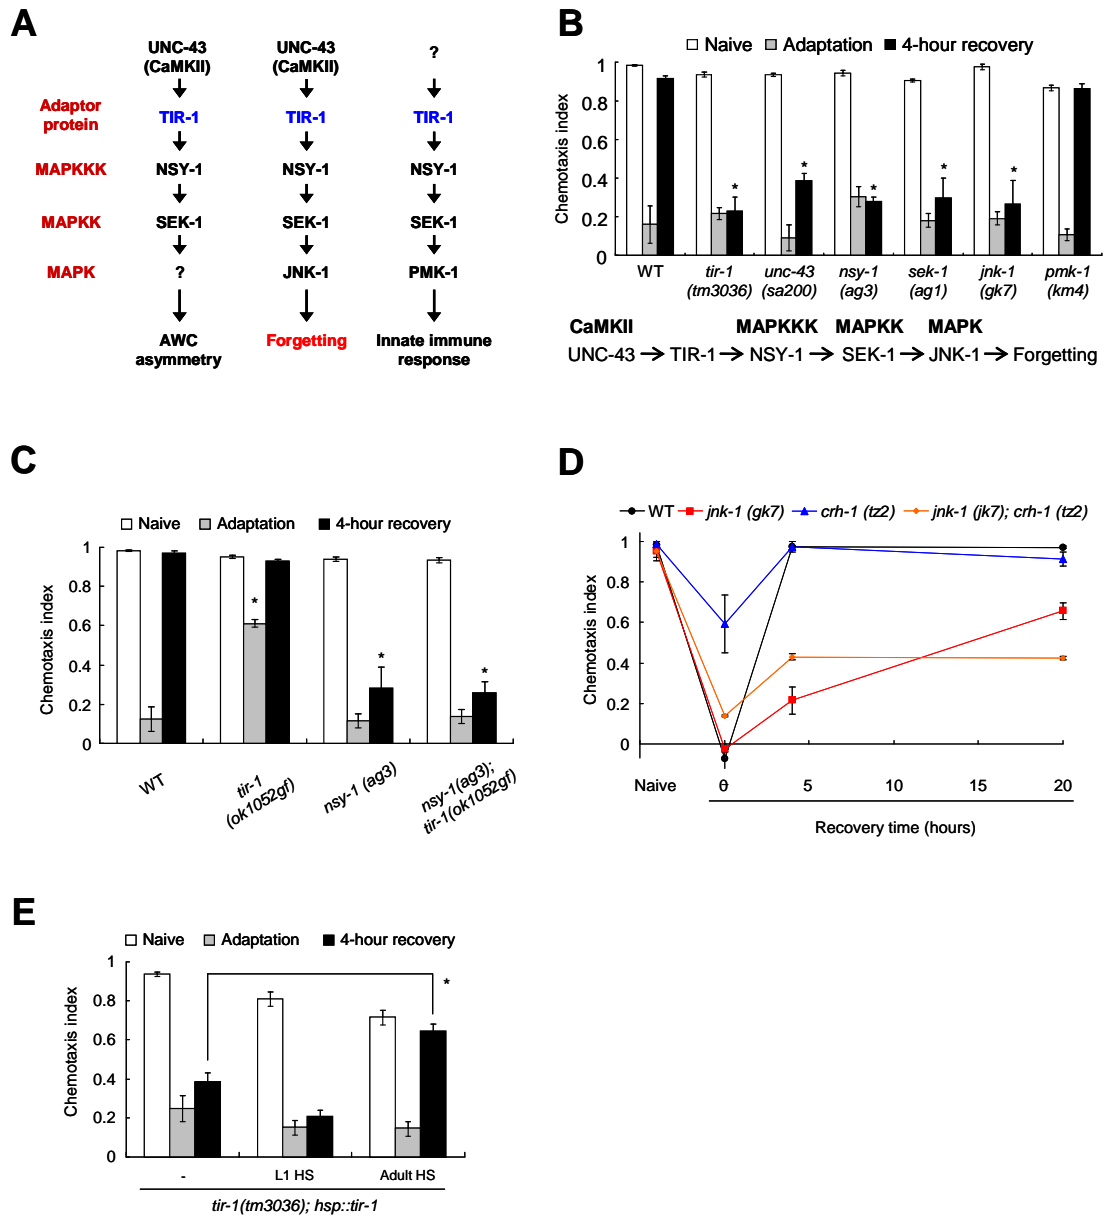 A
UNC-43
(CaMKII)
UNC-43
(CaMKII)
?
Adaptor
protein
TIR-1
TIR-1
TIR-1
MAPKKK
NSY-1
NSY-1
NSY-1
MAPKK
SEK-1
SEK-1
SEK-1
MAPK
?
JNK-1
PMK-1
AWC
asymmetry
Forgetting
Innate immune
response
B
Naive Adaptation 4-hour recovery
Chemotaxis index
1
0.8
0.6
0.4
0.2
0
* * * * *
WT
tir-1
(tm3036)
unc-43
(sa200)
nsy-1
(ag3)
sek-1
(ag1)
jnk-1
(gk7)
pmk-1
(km4)
CaMKII MAPKKK MAPKK MAPK
UNC-43 → TIR-1 → NSY-1 → SEK-1 → JNK-1 → Forgetting
C
Naive Adaptation 4-hour recovery
Chemotaxis index
1
0.8
0.6
0.4
0.2
0
* * *
WT
tir-1
(ok1052gf)
nsy-1 (ag3)
nsy-1(ag3);
tir-1(ok1052gf)
D
WT jnk-1 (gk7) crh-1 (tz2) jnk-1 (jk7); crh-1 (tz2)
Chemotaxis index
1
0.8
0.6
0.4
0.2
0
Naive 0 5 10 15 20
Recovery time (hours)
E
Naive Adaptation 4-hour recovery
Chemotaxis index
1
0.8
0.6
0.4
0.2
0
*
- L1 HS Adult HS
tir-1(tm3036); hsp::tir-1